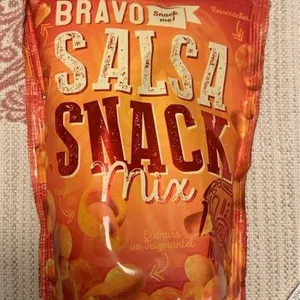 BRAVO
Snack me!
SALSA
SNACK
Mix
Erdnuss
im Teigmantel